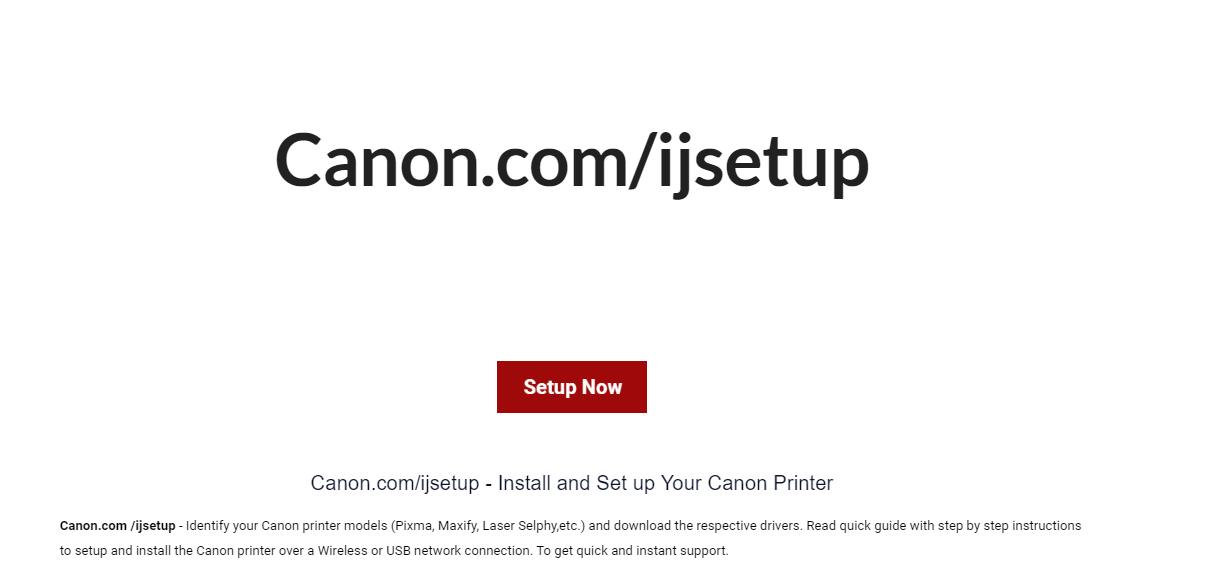 Canon.com/ijsetup
Setup Now
Canon.com/ijsetup - Install and Set up Your Canon Printer
Canon.com /ijsetup - Identify your Canon printer models (Pixma, Maxify, Laser Selphy,etc.) and download the respective drivers. Read quick guide with step by step instructions
to setup and install the Canon printer over a Wireless or USB network connection. To get quick and instant support.